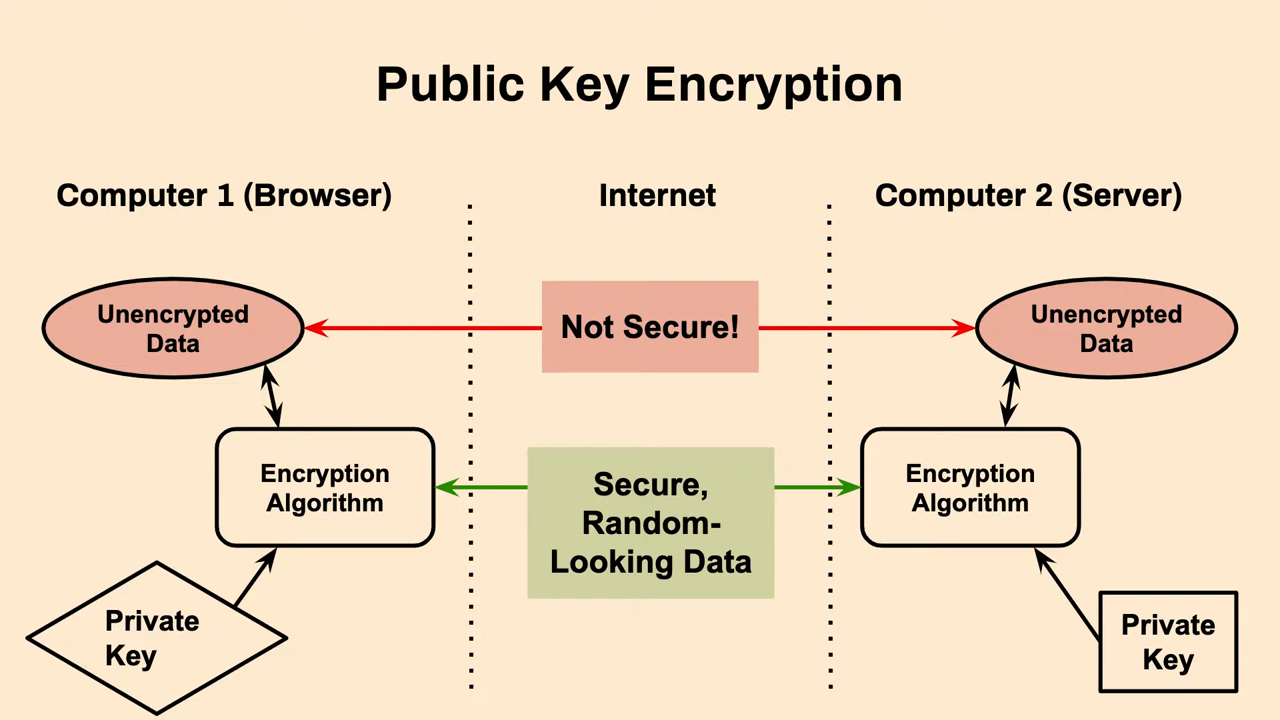 Public Key Encryption
Computer 1 (Browser)
Internet
Computer 2 (Server)
Unencrypted
Data
Not Secure!
Unencrypted
Data
Encryption
Algorithm
Secure,
Random-
Looking Data
Encryption
Algorithm
Private
Key
Private
Key